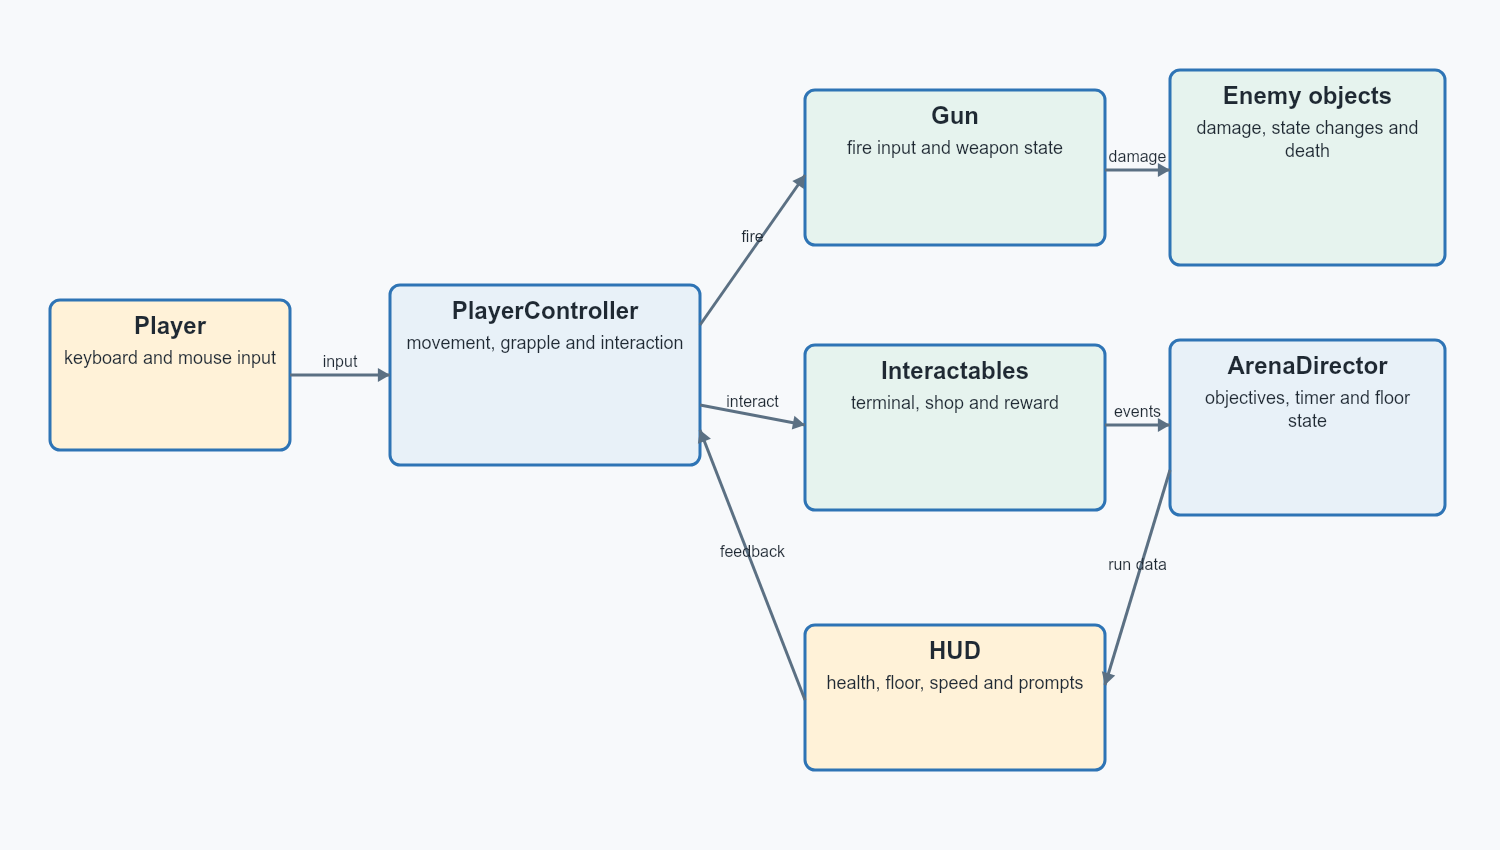 Player
keyboard and mouse input
input
PlayerController
movement, grapple and interaction
fire
Gun
fire input and weapon state
damage
Enemy objects
damage, state changes and
death
interact
Interactables
terminal, shop and reward
events
ArenaDirector
objectives, timer and floor
state
run data
feedback
HUD
health, floor, speed and prompts